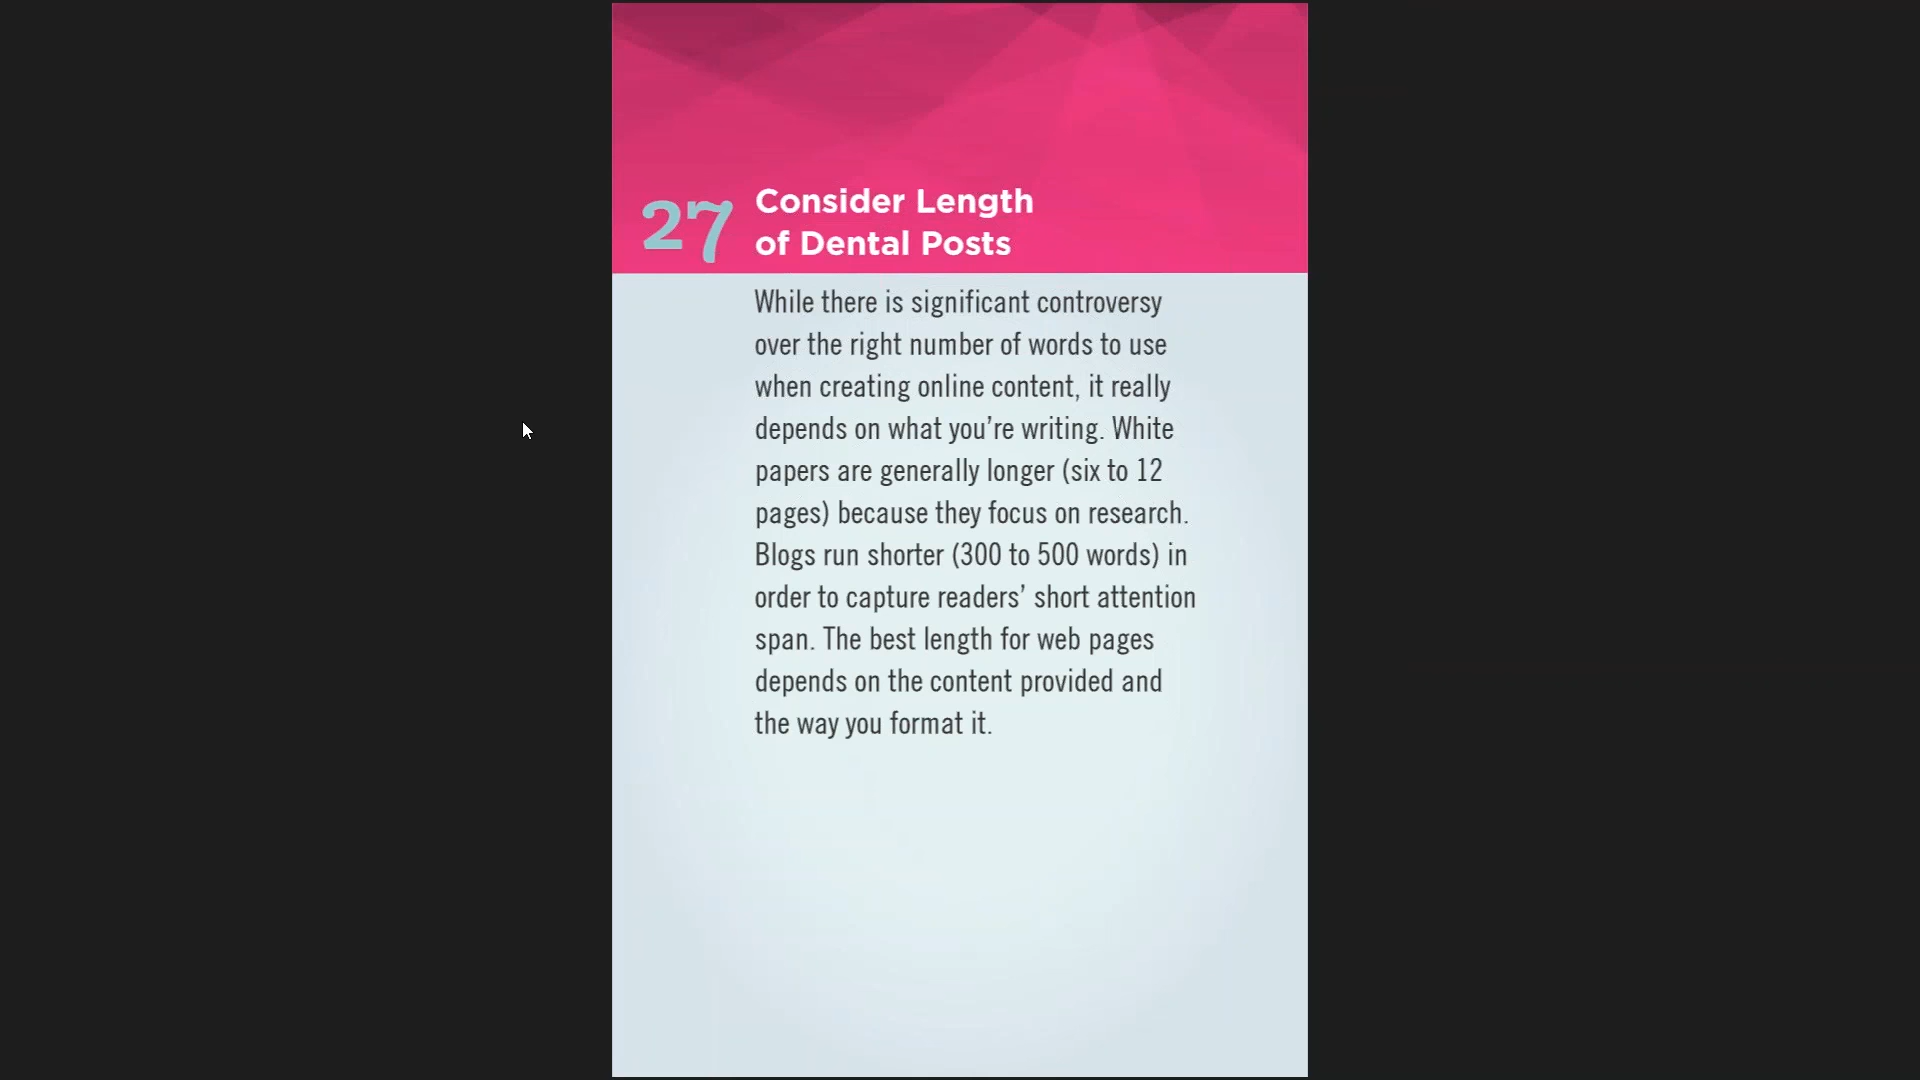 27
Consider Length
of Dental Posts
While there is significant controversy
over the right number of words to use
when creating online content, it really
depends on what you’re writing. White
papers are generally longer (six to 12
pages) because they focus on research.
Blogs run shorter (300 to 500 words) in
order to capture readers’ short attention
span. The best length for web pages
depends on the content provided and
the way you format it.